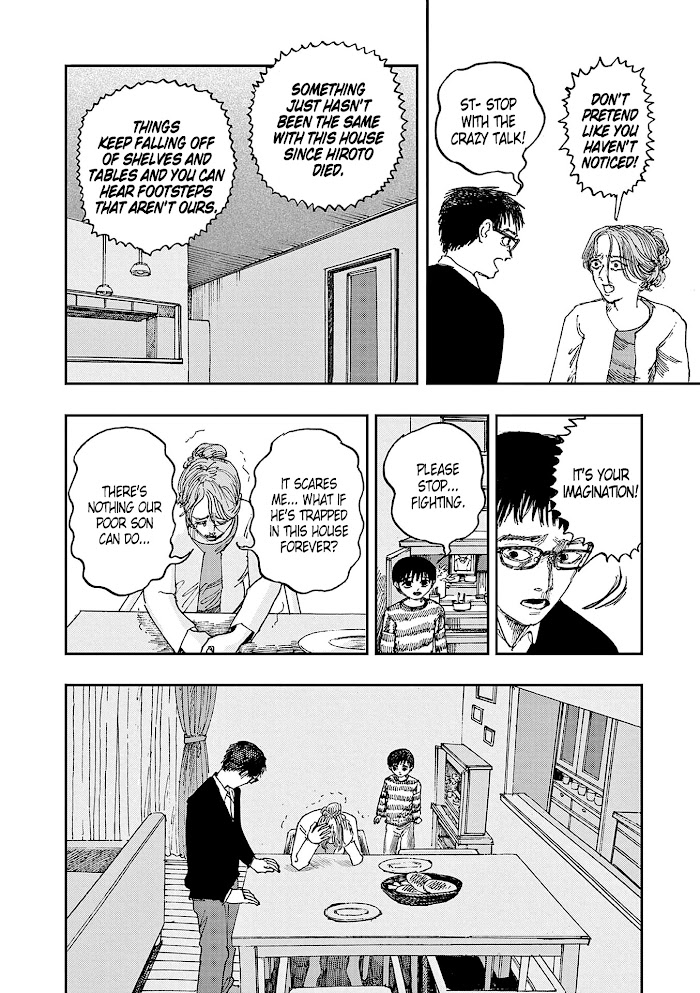 DON'T
PRETEND
LIKE YOU
HAVEN'T
NOTICED!
ST- STOP
WITH THE
CRAZY TALK!
SOMETHING
JUST HASN'T
BEEN THE SAME
WITH THIS HOUSE
SINCE HIROTO
DIED.
THINGS
KEEP FALLING OFF
OF SHELVES AND
TABLES AND YOU CAN
HEAR FOOTSTEPS
THAT AREN'T OURS.
IT'S YOUR
IMAGINATION!
PLEASE
STOP...
FIGHTING.
IT SCARES
ME... WHAT IF
HE'S TRAPPED
IN THIS HOUSE
FOREVER?
THERE'S
NOTHING OUR
POOR SON
CAN DO...